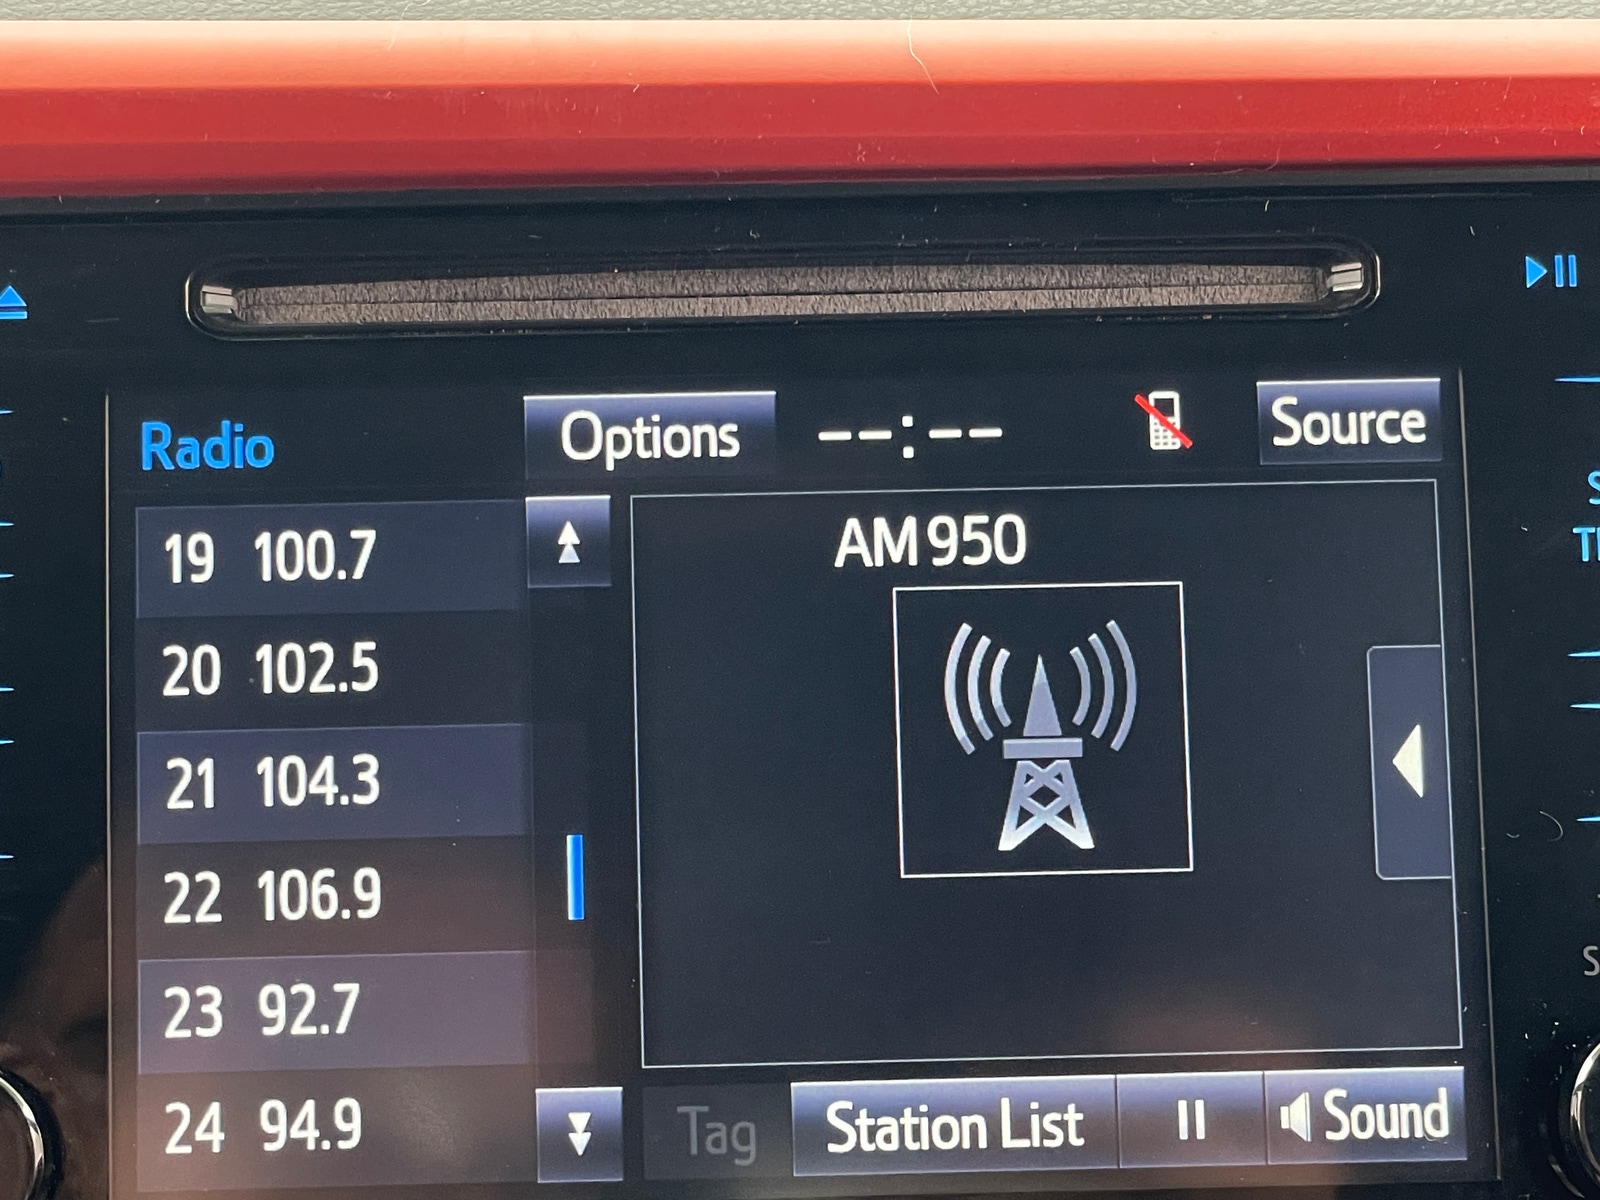 Radio
Options
--:--
Source
19 100.7
20 102.5
21 104.3
22 106.9
23 92.7
24 94.9
AM 950
Tag
Station List
Sound